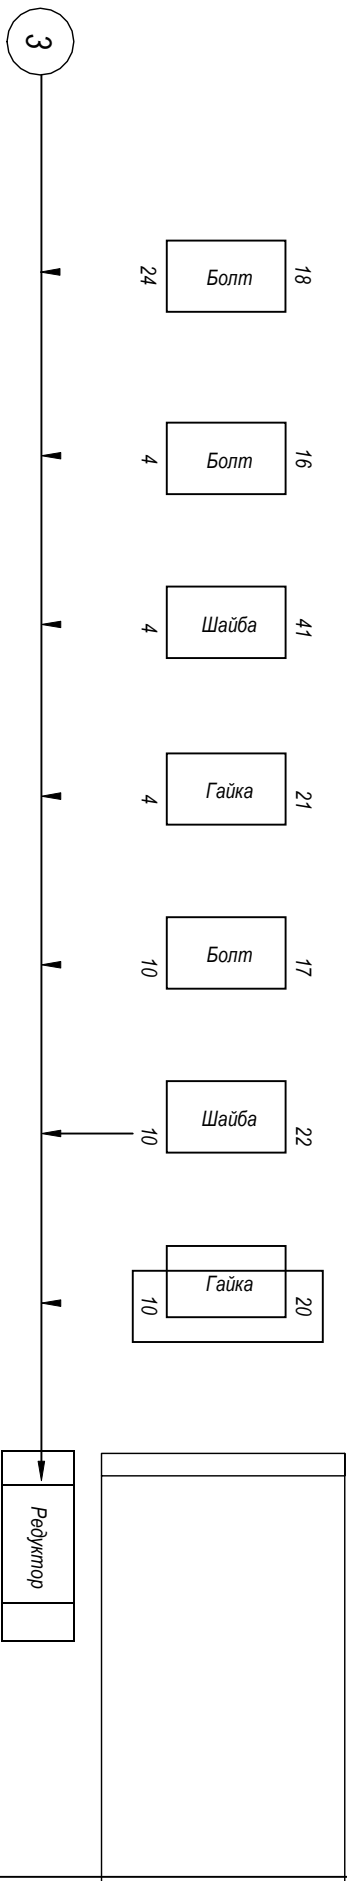 3
24 Болт 18
4 Болт 16
4 Шайба 41
4 Гайка 21
10 Болт 17
10 Шайба 22
10 Гайка 20
Редуктор